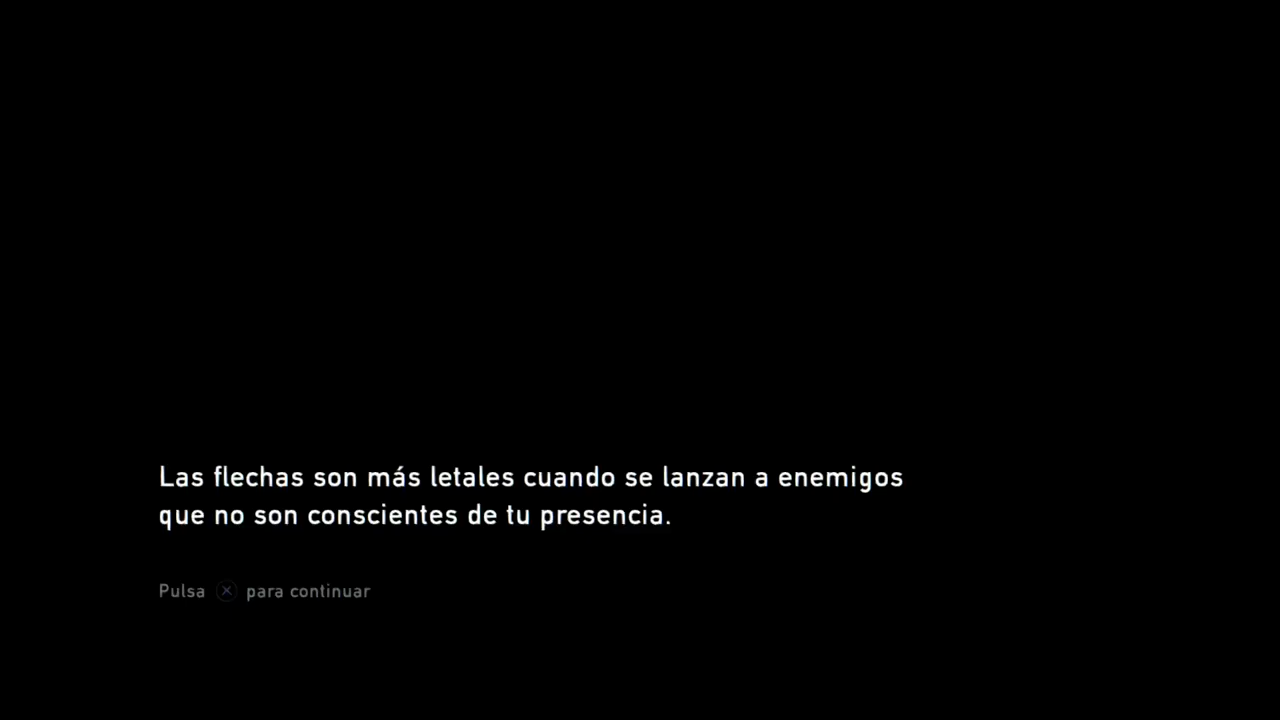 Las flechas son más letales cuando se lanzan a enemigos
que no son conscientes de tu presencia.
Pulsa ⊗ para continuar